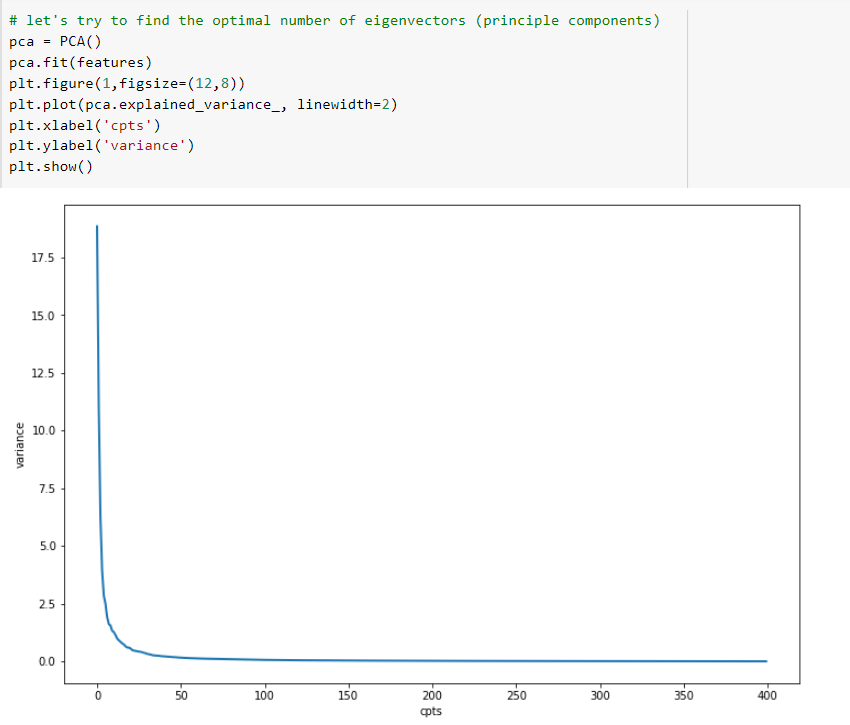 # let's try to find the optimal number of eigenvectors (principle components)
pca = PCA()
pca.fit(features)
plt.figure(1,figsize=(12,8))
plt.plot(pca.explained_variance_, linewidth=2)
plt.xlabel('cpts')
plt.ylabel('variance')
plt.show()
17.5
15.0
12.5
10.0
7.5
5.0
2.5
0.0
variance
0 50 100 150 200 250 300 350 400
cpts